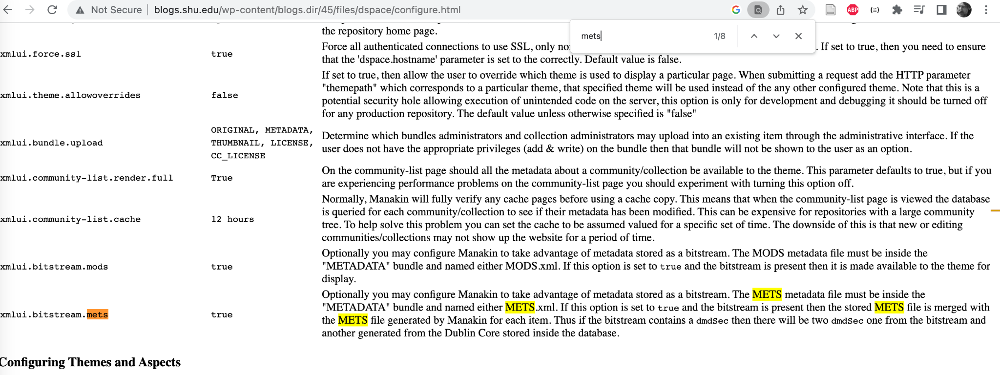 Not Secure | blogs.shu.edu/wp-content/blogs.dir/45/files/dspace/configure.html
ABP
mets 1/8
the repository home page.
xmlui.force.ssl true Force all authenticated connections to use SSL, only . If set to true, then you need to ensure
that the 'dspace.hostname' parameter is set to the correctly. Default value is false.
If set to true, then allow the user to override which theme is used to display a particular page. When submitting a request add the HTTP parameter
xmlui.theme.allowoverrides false "themepath" which corresponds to a particular theme, that specified theme will be used instead of the any other configured theme. Note that this is a
potential security hole allowing execution of unintended code on the server, this option is only for development and debugging it should be turned off
for any production repository. The default value unless otherwise specified is "false"
xmlui.bundle.upload
ORIGINAL, METADATA,
THUMBNAIL, LICENSE,
CC_LICENSE
Determine which bundles administrators and collection administrators may upload into an existing item through the administrative interface. If the
user does not have the appropriate privileges (add & write) on the bundle then that bundle will not be shown to the user as an option.
xmlui.community-list.render.full True On the community-list page should all the metadata about a community/collection be available to the theme. This parameter defaults to true, but if you
are experiencing performance problems on the community-list page you should experiment with turning this option off.
Normally, Manakin will fully verify any cache pages before using a cache copy. This means that when the community-list page is viewed the database
xmlui.community-list.cache 12 hours is queried for each community/collection to see if their metadata has been modified. This can be expensive for repositories with a large community
tree. To help solve this problem you can set the cache to be assumed valued for a specific set of time. The downside of this is that new or editing
communities/collections may not show up the website for a period of time.
Optionally you may configure Manakin to take advantage of metadata stored as a bitstream. The MODS metadata file must be inside the
xmlui.bitstream.mods true "METADATA" bundle and named either MODS.xml. If this option is set to true and the bitstream is present then it is made available to the theme for
display.
Optionally you may configure Manakin to take advantage of metadata stored as a bitstream. The METS metadata file must be inside the
"METADATA" bundle and named either METS.xml. If this option is set to true and the bitstream is present then the stored METS file is merged with
xmlui.bitstream.mets true the METS file generated by Manakin for each item. Thus if the bitstream contains a dmdSec then there will be two dmdSec one from the bitstream and
another generated from the Dublin Core stored inside the database.
Configuring Themes and Aspects